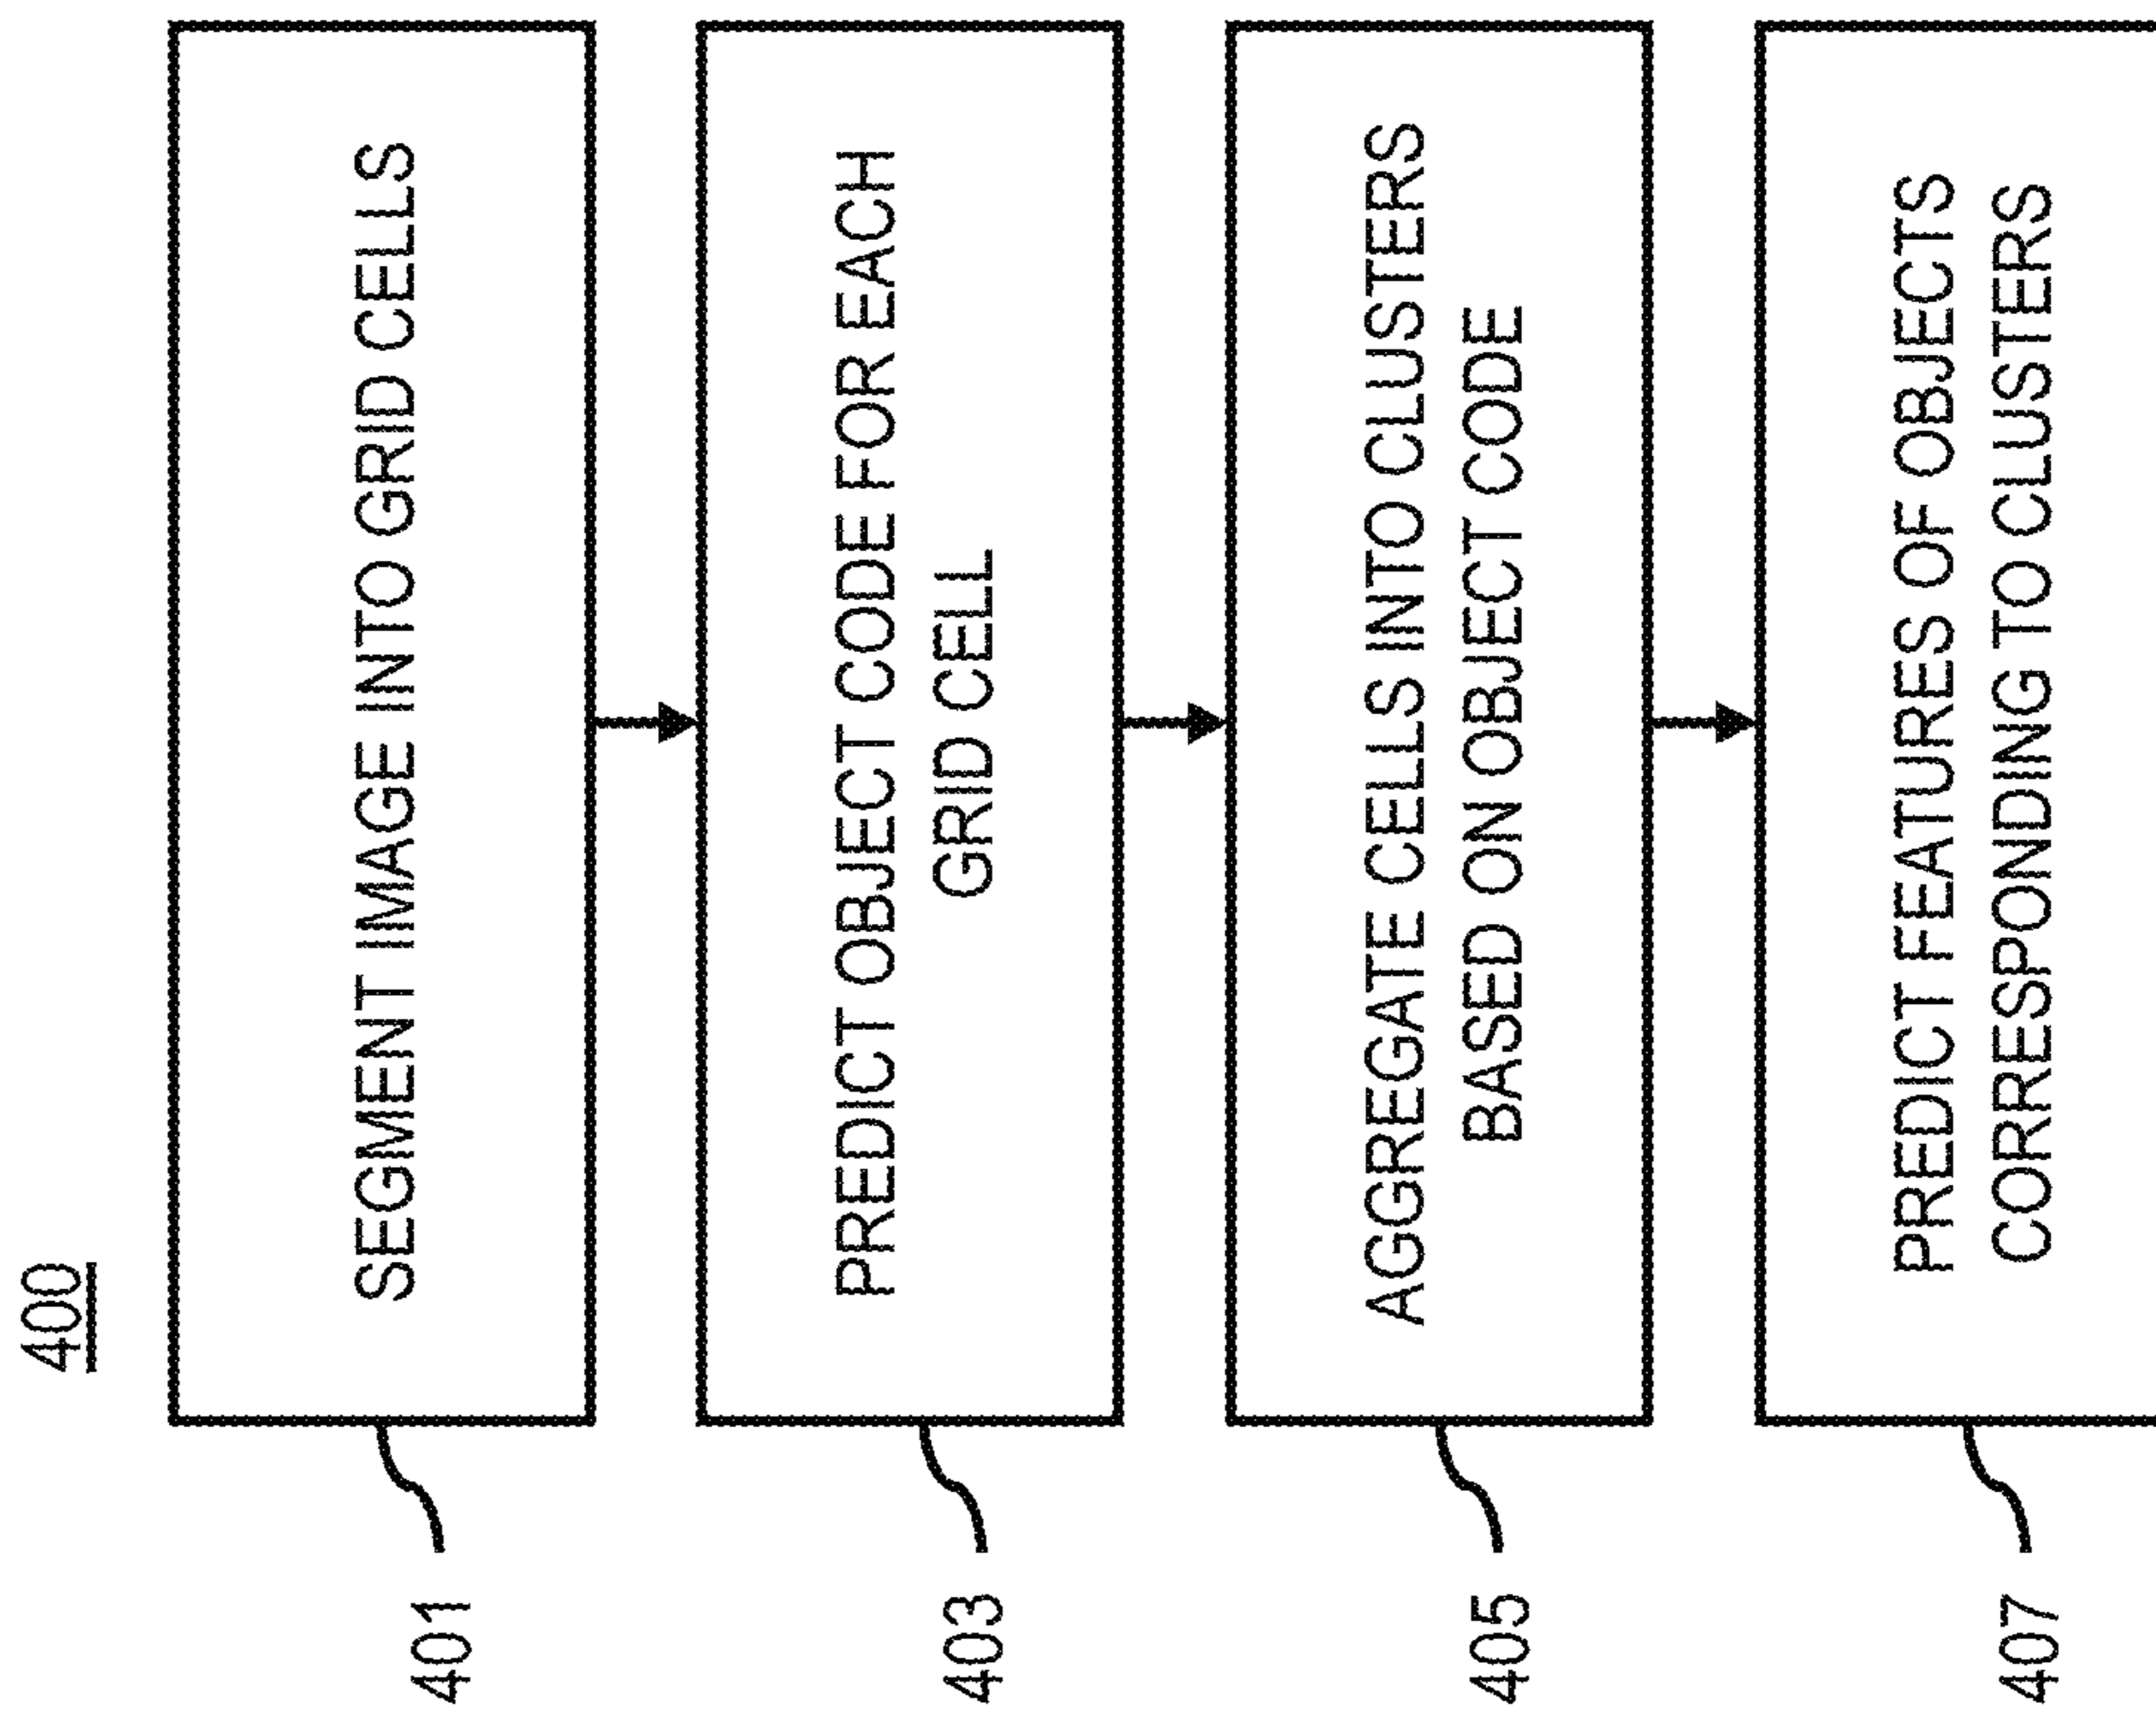 400
401
SEGMENT IMAGE INTO GRID CELLS
403
PREDICT OBJECT CODE FOR EACH
GRID CELL
405
AGGREGATE CELLS INTO CLUSTERS
BASED ON OBJECT CODE
407
PREDICT FEATURES OF OBJECTS
CORRESPONDING TO CLUSTERS